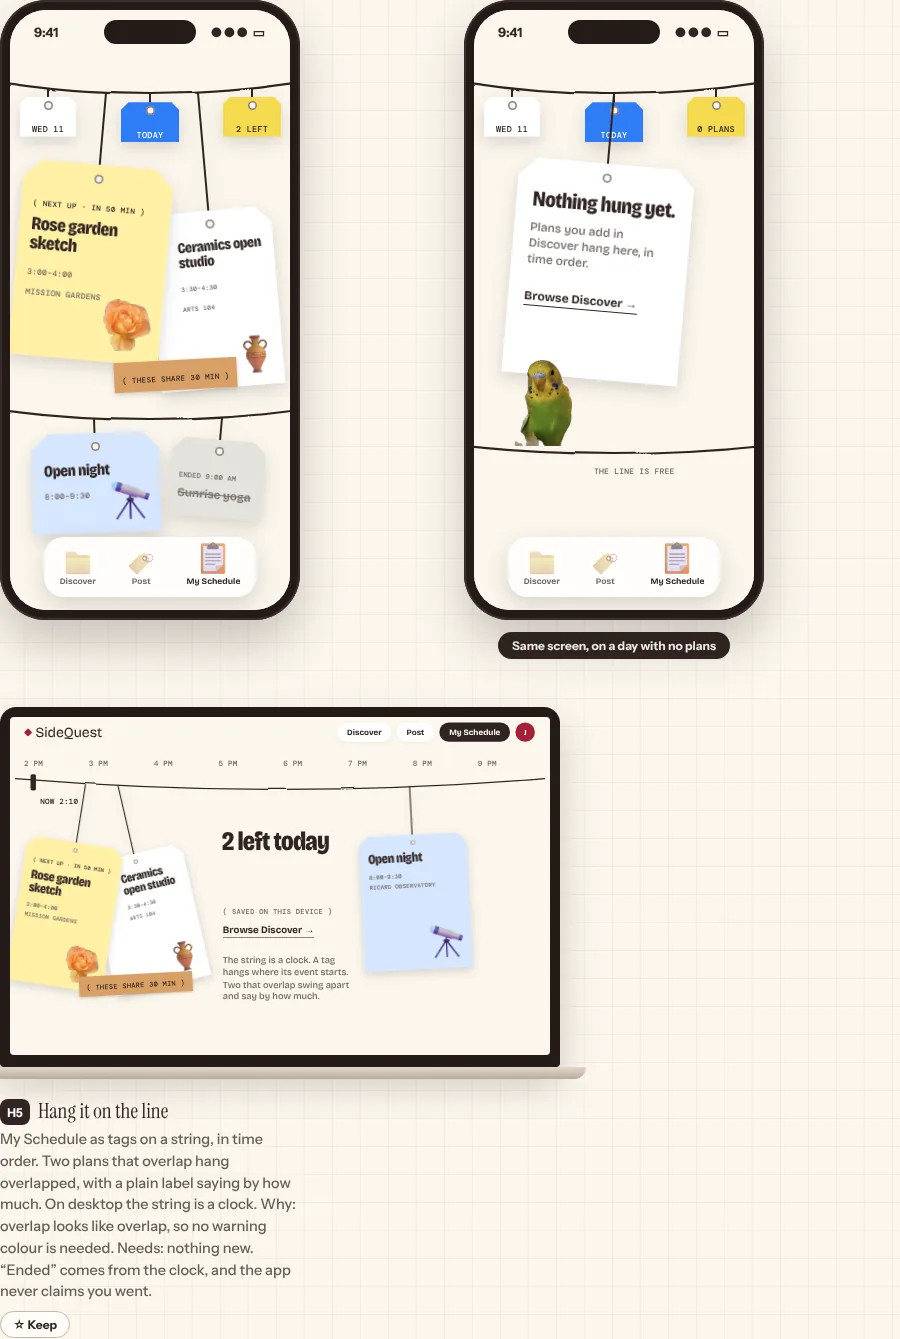 9:41
WED 11
TODAY
2 LEFT
( NEXT UP · IN 50 MIN )
Rose garden
sketch
3:00–4:00
MISSION GARDENS
Ceramics open
studio
3:30–4:30
ARTS 104
( THESE SHARE 30 MIN )
Open night
8:00–9:30
ENDED 9:00 AM
Sunrise yoga
Discover
Post
My Schedule
9:41
WED 11
TODAY
0 PLANS
Nothing hung yet.
Plans you add in
Discover hang here, in
time order.
Browse Discover →
THE LINE IS FREE
Discover
Post
My Schedule
Same screen, on a day with no plans
SideQuest
Discover
Post
My Schedule
J
2 PM
3 PM
4 PM
5 PM
6 PM
7 PM
8 PM
9 PM
NOW 2:10
( NEXT UP · IN 50 MIN )
Rose garden
sketch
3:00–4:00
MISSION GARDENS
Ceramics
open studio
3:30–4:30
ARTS 104
( THESE SHARE 30 MIN )
2 left today
( SAVED ON THIS DEVICE )
Browse Discover →
The string is a clock. A tag
hangs where its event starts.
Two that overlap swing apart
and say by how much.
Open night
8:00–9:30
RICARD OBSERVATORY
H5 Hang it on the line
My Schedule as tags on a string, in time
order. Two plans that overlap hang
overlapped, with a plain label saying by how
much. On desktop the string is a clock. Why:
overlap looks like overlap, so no warning
colour is needed. Needs: nothing new.
“Ended” comes from the clock, and the app
never claims you went.
☆ Keep